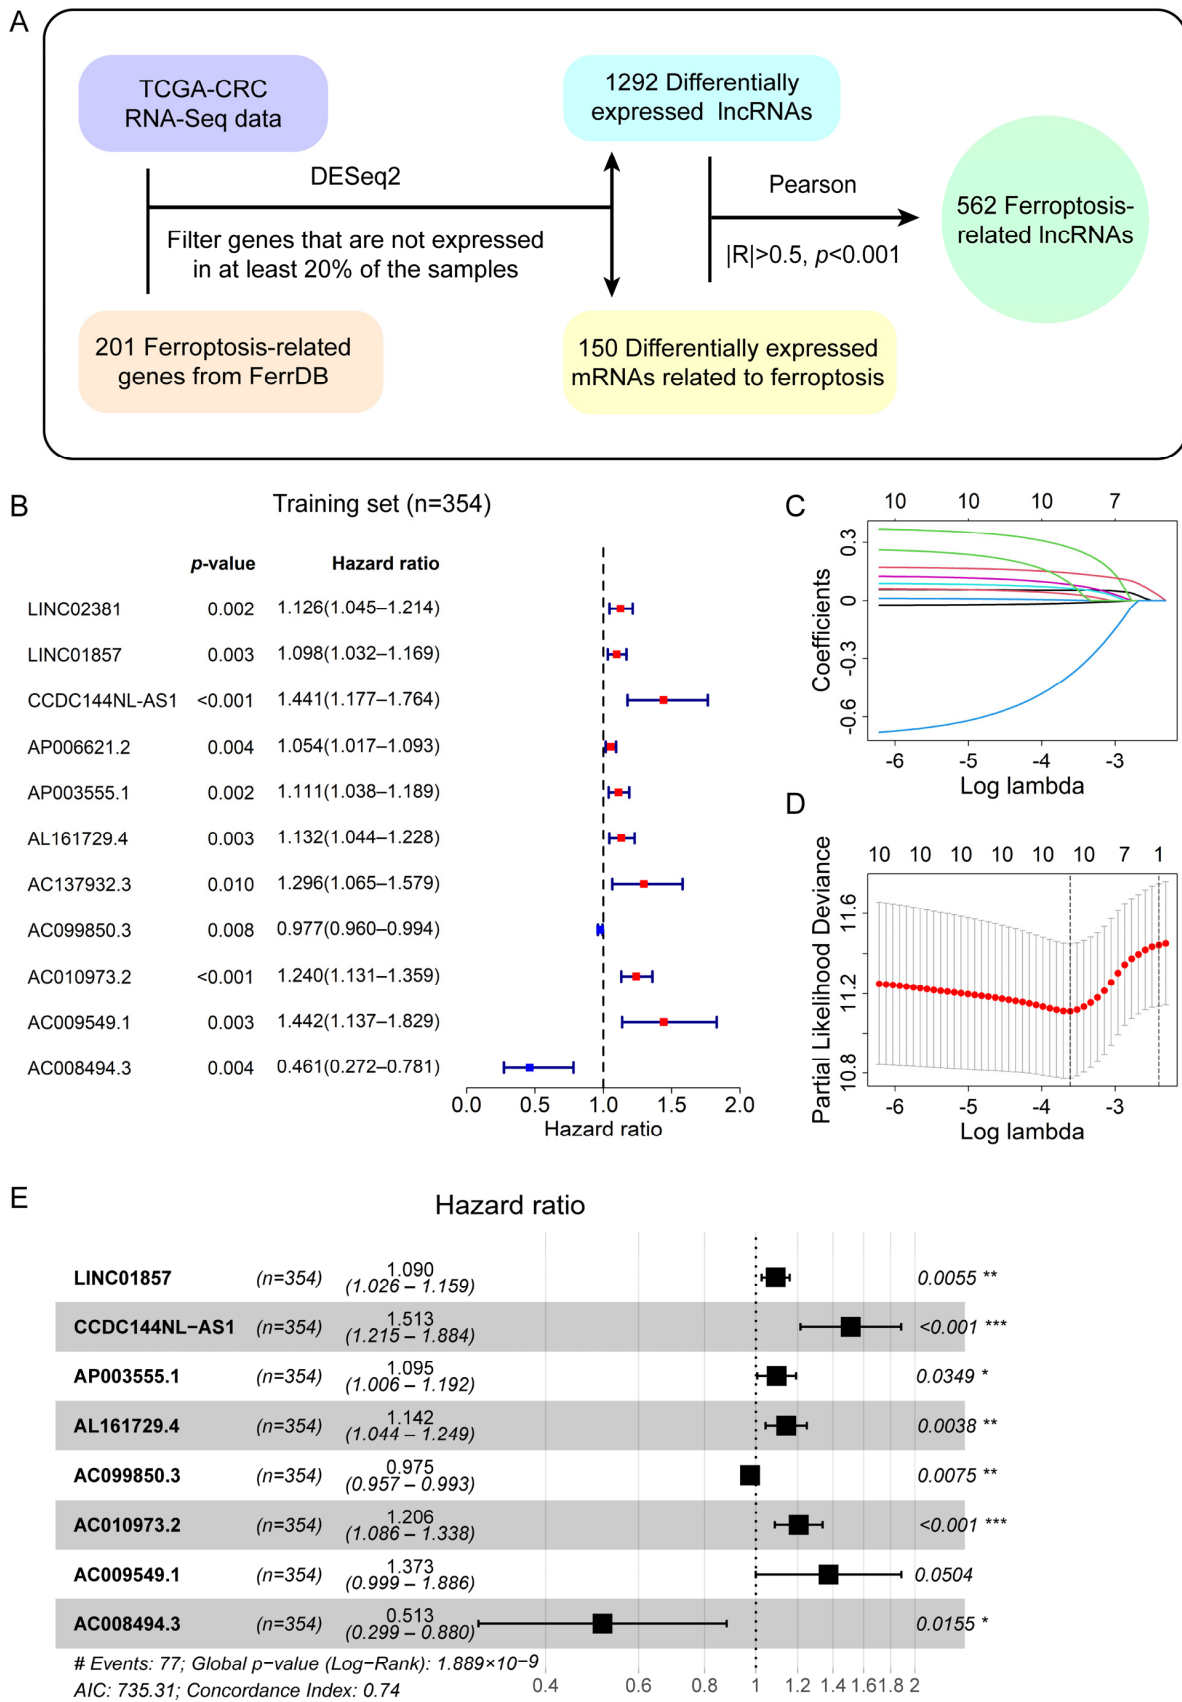 A
TCGA-CRC
RNA-Seq data
1292 Differentially
expressed lncRNAs
DESeq2
Filter genes that are not expressed
in at least 20% of the samples
Pearson
|R|>0.5, p<0.001
562 Ferroptosis-
related lncRNAs
201 Ferroptosis-related
genes from FerrDB
150 Differentially expressed
mRNAs related to ferroptosis
B
Training set (n=354)
p-value Hazard ratio
LINC02381 0.002 1.126(1.045–1.214)
LINC01857 0.003 1.098(1.032–1.169)
CCDC144NL-AS1 <0.001 1.441(1.177–1.764)
AP006621.2 0.004 1.054(1.017–1.093)
AP003555.1 0.002 1.111(1.038–1.189)
AL161729.4 0.003 1.132(1.044–1.228)
AC137932.3 0.010 1.296(1.065–1.579)
AC099850.3 0.008 0.977(0.960–0.994)
AC010973.2 <0.001 1.240(1.131–1.359)
AC009549.1 0.003 1.442(1.137–1.829)
AC008494.3 0.004 0.461(0.272–0.781)
0.0 0.5 1.0 1.5 2.0
Hazard ratio
C
10 10 10 7
Coefficients
0.3
0
-0.3
-0.6
-6 -5 -4 -3
Log lambda
D
10 10 10 10 10 10 7 1
Partial Likelihood Deviance
11.6
11.2
10.8
-6 -5 -4 -3
Log lambda
E
Hazard ratio
LINC01857 (n=354) 1.090 (1.026 – 1.159) 0.0055 **
CCDC144NL−AS1 (n=354) 1.513 (1.215 – 1.884) <0.001 ***
AP003555.1 (n=354) 1.095 (1.006 – 1.192) 0.0349 *
AL161729.4 (n=354) 1.142 (1.044 – 1.249) 0.0038 **
AC099850.3 (n=354) 0.975 (0.957 – 0.993) 0.0075 **
AC010973.2 (n=354) 1.206 (1.086 – 1.338) <0.001 ***
AC009549.1 (n=354) 1.373 (0.999 – 1.886) 0.0504
AC008494.3 (n=354) 0.513 (0.299 – 0.880) 0.0155 *
# Events: 77; Global p−value (Log−Rank): 1.889×10−9
AIC: 735.31; Concordance Index: 0.74
0.4 0.6 0.8 1 1.2 1.4 1.6 1.8 2